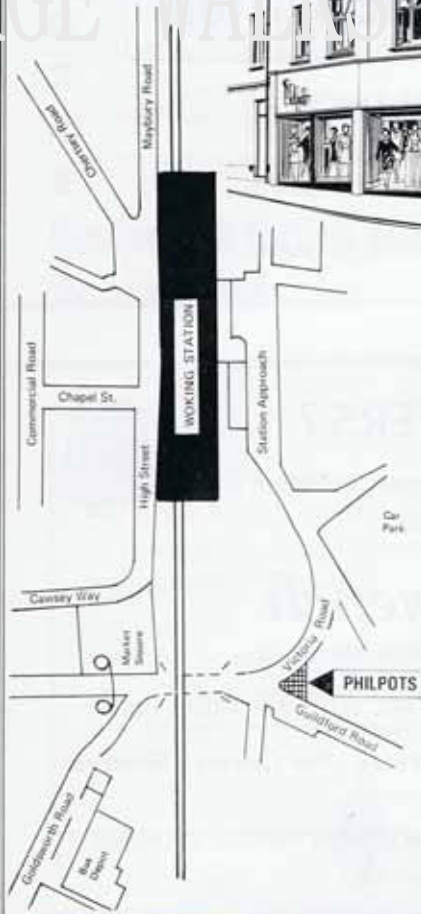 Maybury Road
Chertsey Road
WOKING STATION
Commercial Road
Chapel St.
Station Approach
High Street
Car
Park
Cawsey Way
Market
Square
Victoria Road
PHILPOTS
Guildford Road
Goldsworth Road
Bus
Depot